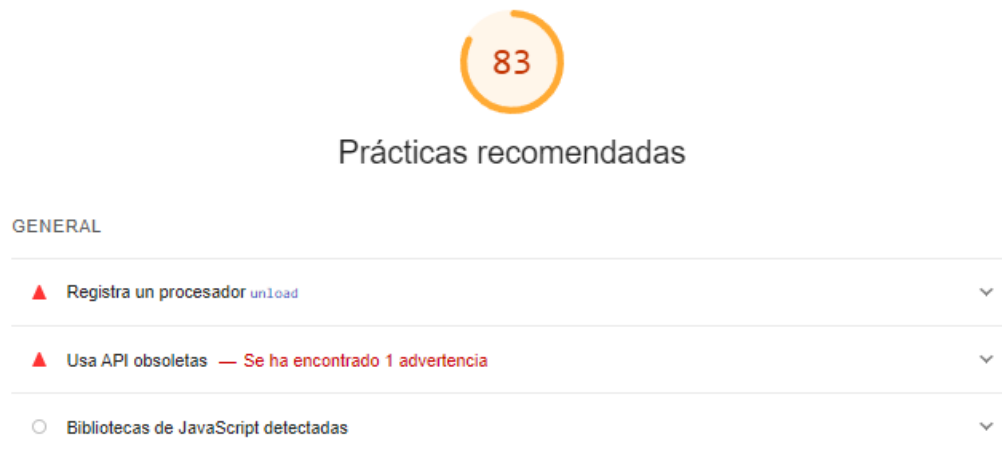 83
Prácticas recomendadas
GENERAL
Registra un procesador unload
Usa API obsoletas — Se ha encontrado 1 advertencia
Bibliotecas de JavaScript detectadas